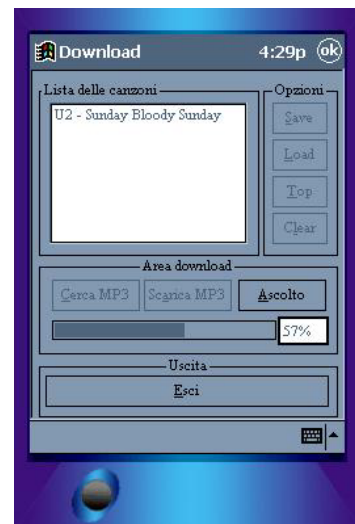 Download 4:29p ok
Lista delle canzoni Opzioni
U2 - Sunday Bloody Sunday
Save
Load
Top
Clear
Area download
Cerca MP3 Scarica MP3 Ascolto
57%
Uscita
Esci